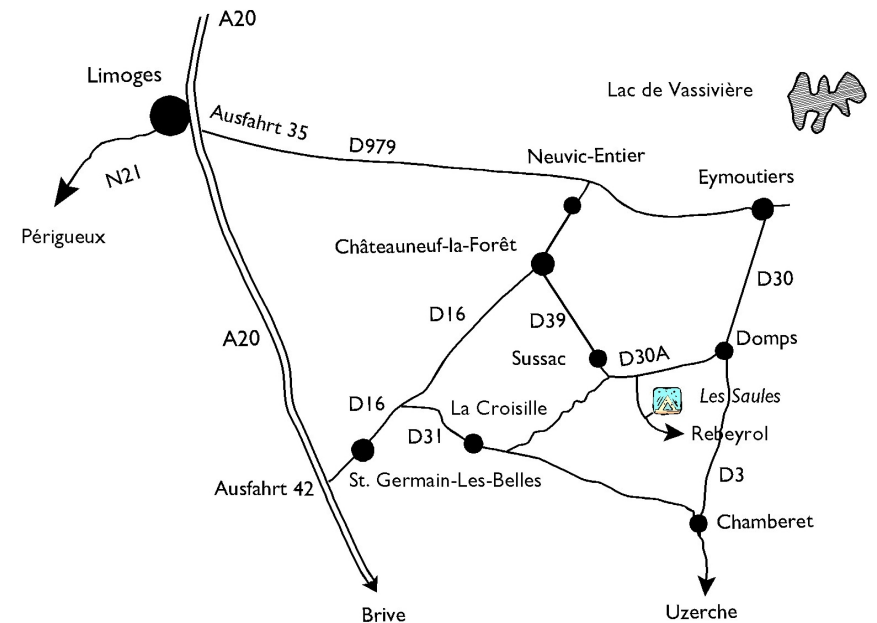 A20
Limoges
Lac de Vassivière
Ausfahrt 35
D979
Neuvic-Entier
N21
Eymoutiers
Périgueux
Châteauneuf-la-Forêt
D30
D16
D39
A20
Domps
Sussac
D30A
Les Saules
D16
La Croisille
D31
Rebeyrol
St. Germain-Les-Belles
D3
Ausfahrt 42
Chamberet
Brive
Uzerche